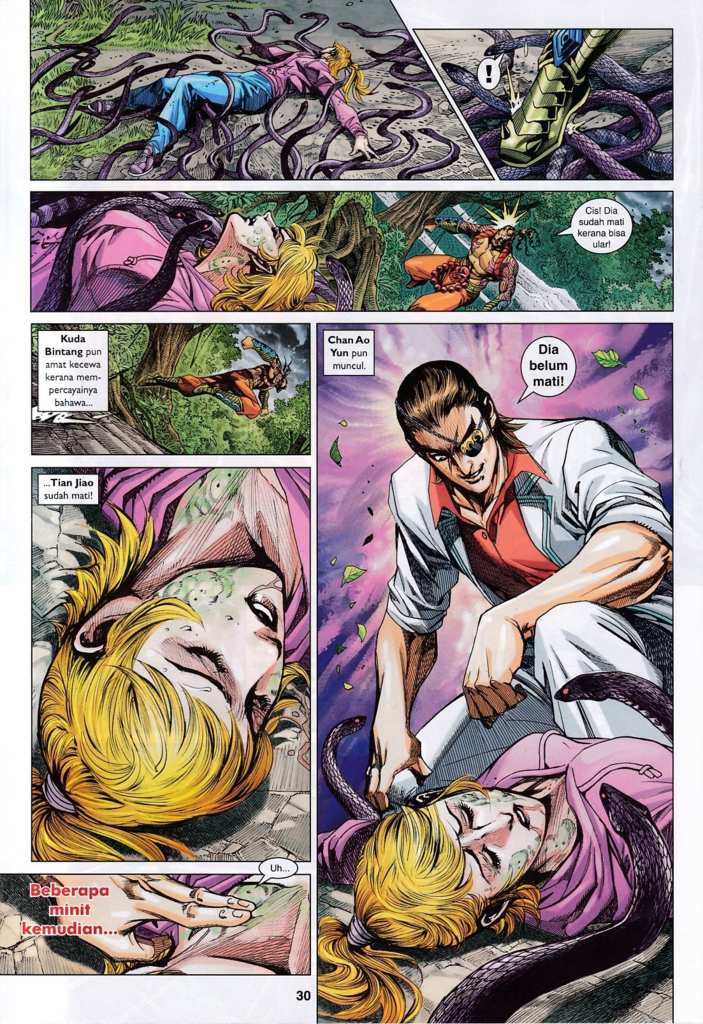 !
Cis! Dia
sudah mati
kerana bisa
ular!
Kuda
Bintang pun
amat kecewa
kerana mem-
percayainya
bahawa...
...Tian Jiao
sudah mati!
Beberapa
minit
kemudian...
Uh...
Chan Ao
Yun pun
muncul.
Dia
belum
mati!
30